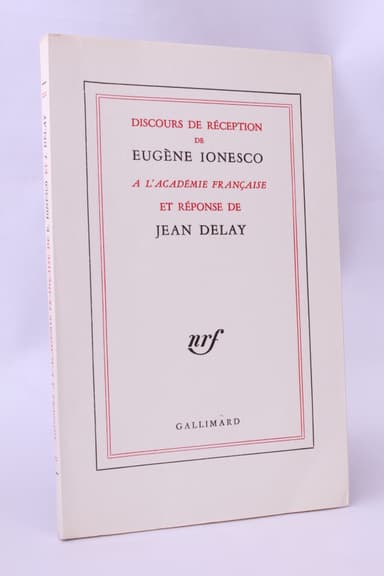 DISCOURS DE RÉCEPTION
DE
EUGÈNE IONESCO
A L'ACADÉMIE FRANÇAISE
ET RÉPONSE DE
JEAN DELAY
nrf
GALLIMARD